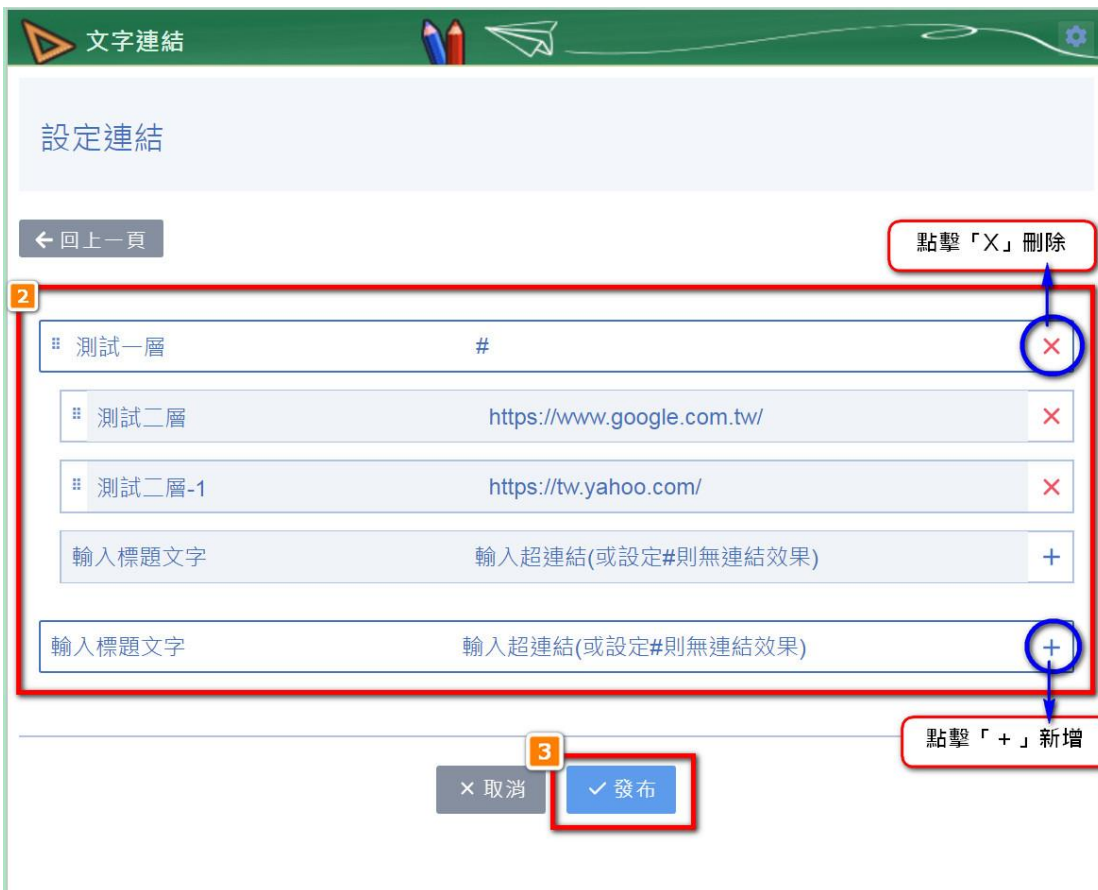 文字連結
設定連結
回上一頁
點擊「X」刪除
2
測試一層 #
測試二層 https://www.google.com.tw/
測試二層-1 https://tw.yahoo.com/
輸入標題文字 輸入超連結(或設定#則無連結效果)
輸入標題文字 輸入超連結(或設定#則無連結效果)
點擊「+」新增
3
取消 發布